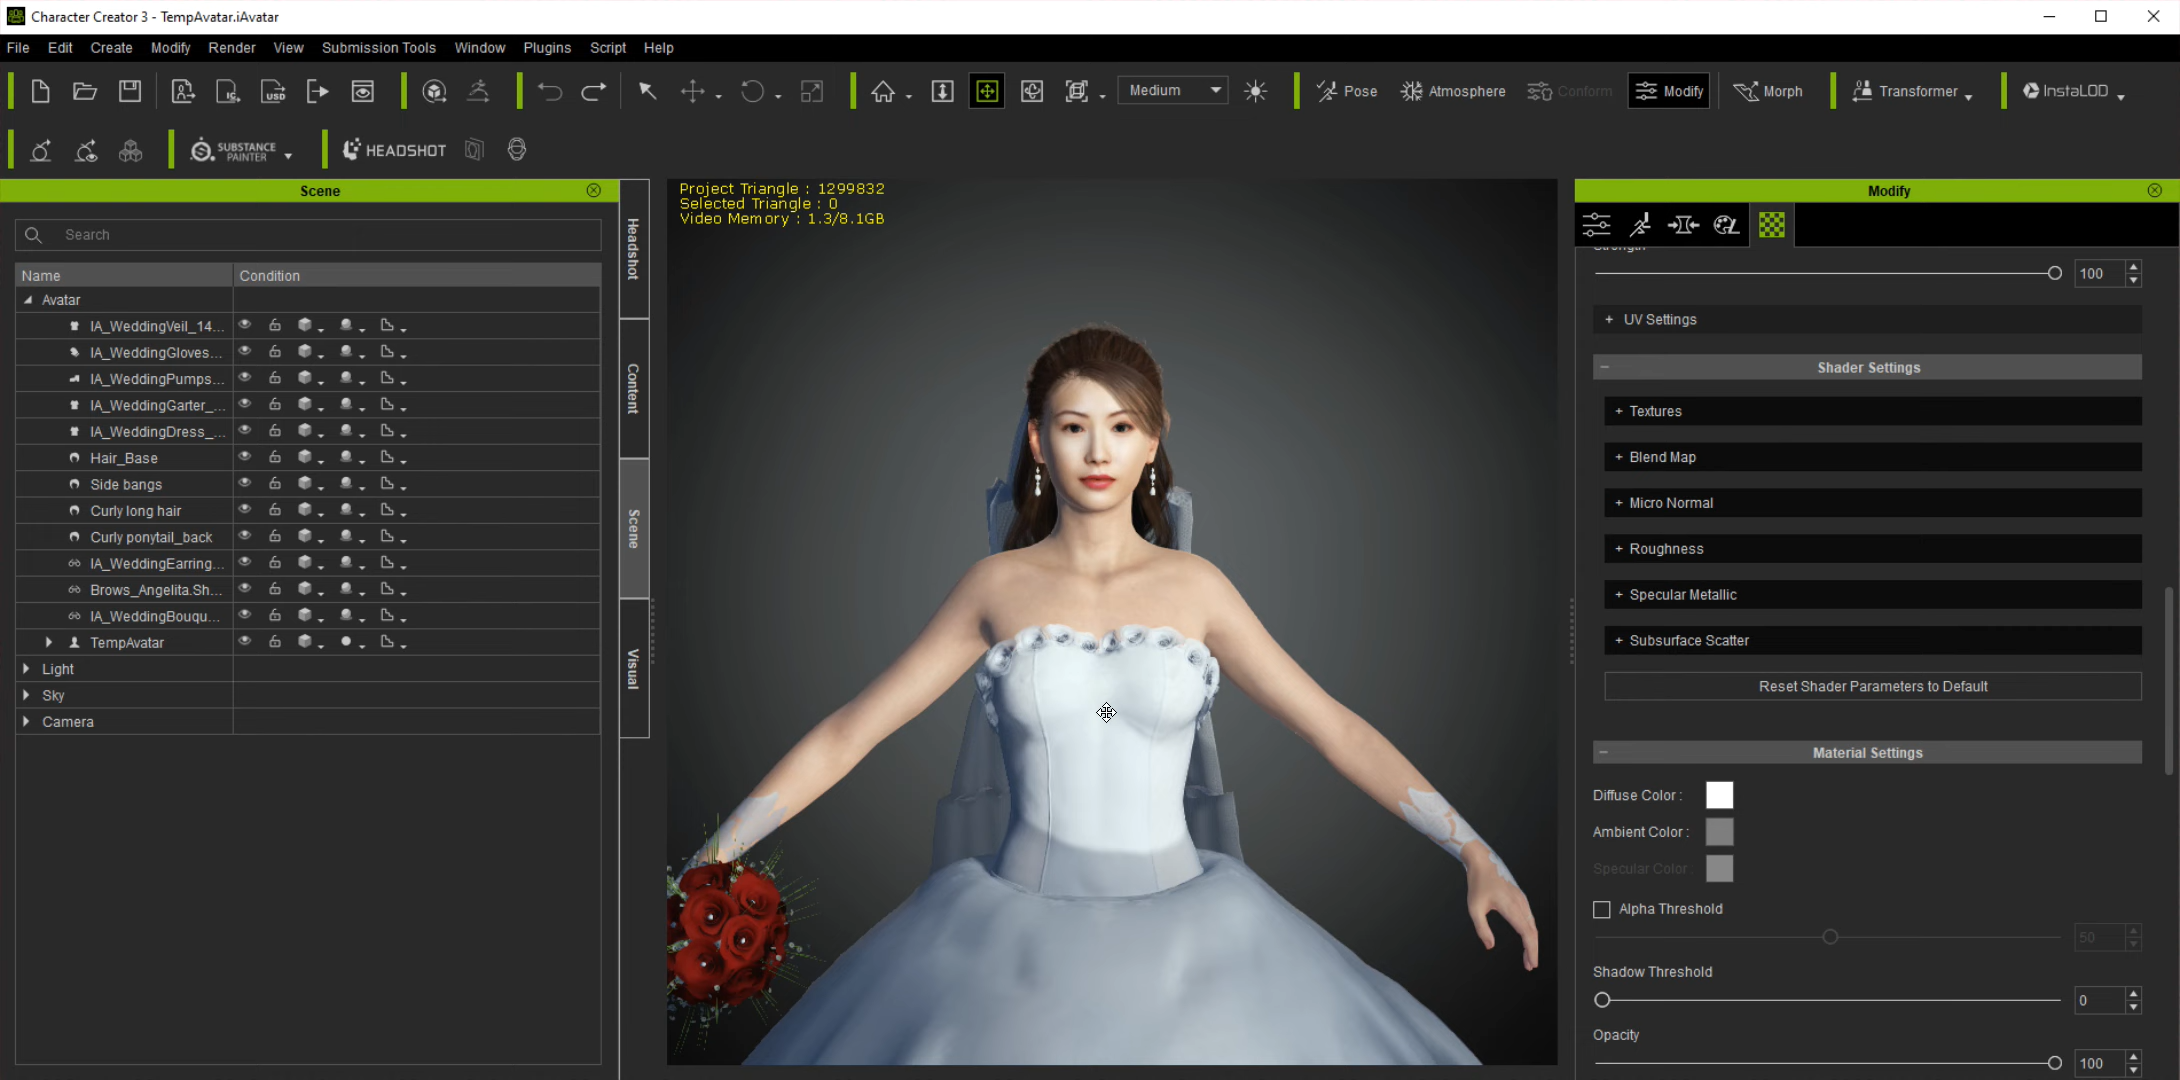 Character Creator 3 - TempAvatar.iAvatar
File Edit Create Modify Render View Submission Tools Window Plugins Script Help
Medium Pose Atmosphere Conform Modify Morph Transformer InstaLOD
SUBSTANCE
PAINTER
HEADSHOT
Scene
Search
Name Condition
Avatar
IA_WeddingVeil_14...
IA_WeddingGloves...
IA_WeddingPumps...
IA_WeddingGarter_...
IA_WeddingDress_...
Hair_Base
Side bangs
Curly long hair
Curly ponytail_back
IA_WeddingEarring...
Brows_Angelita.Sh...
IA_WeddingBouqu...
TempAvatar
Light
Sky
Camera
Headshot
Content
Scene
Visual
Project Triangle : 1299832
Selected Triangle : 0
Video Memory : 1.3/8.1GB
Modify
Strength
100
+ UV Settings
Shader Settings
+ Textures
+ Blend Map
+ Micro Normal
+ Roughness
+ Specular Metallic
+ Subsurface Scatter
Reset Shader Parameters to Default
Material Settings
Diffuse Color :
Ambient Color :
Specular Color :
Alpha Threshold
50
Shadow Threshold
0
Opacity
100